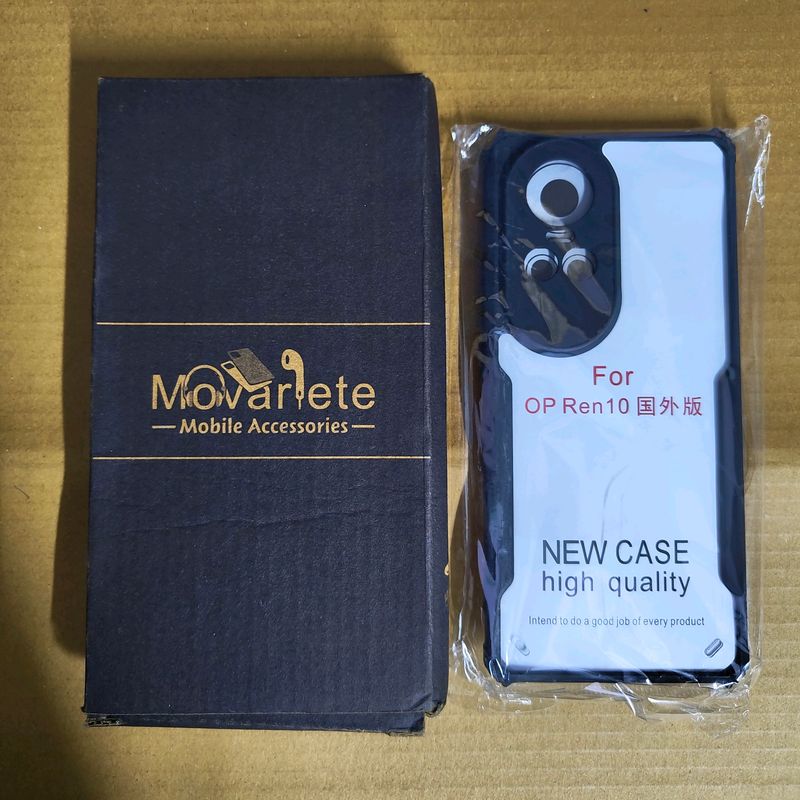 Movariete
Mobile Accessories
For
OP Ren10 国外版
NEW CASE
high quality
Intend to do a good job of every product